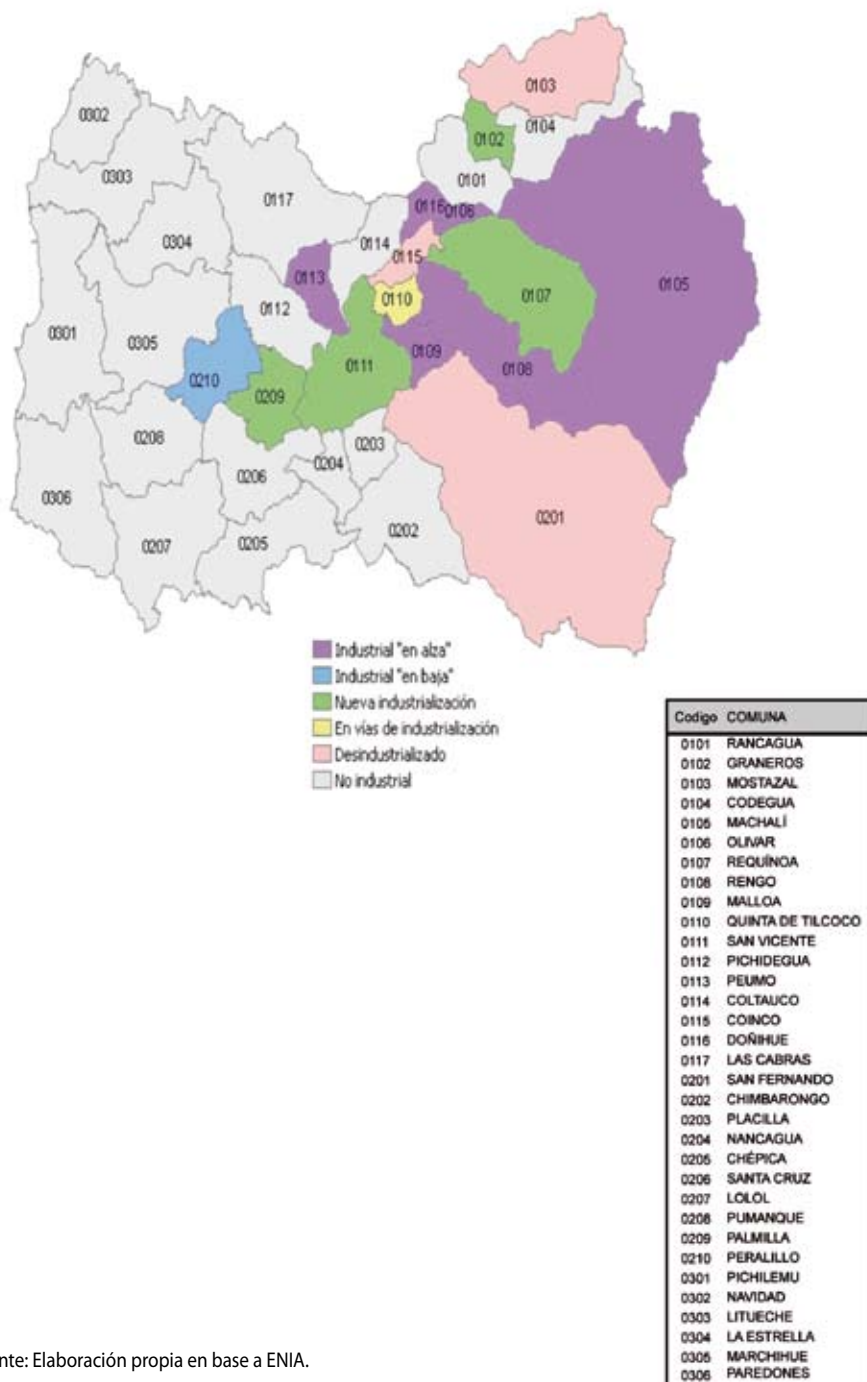 0103
0302
0102
0104
0303
0101
0117
0116
0106
0304
0114
0115
0113
0105
0110
0107
0112
0301
0305
0109
0111
0108
0210
0209
0208
0203
0204
0206
0306
0201
0202
0205
0207
Industrial "en alza"
Industrial "en baja"
Nueva industrialización
En vías de industrialización
Desindustrializado
No industrial
Codigo COMUNA
0101 RANCAGUA
0102 GRANEROS
0103 MOSTAZAL
0104 CODEGUA
0105 MACHALÍ
0106 OLIVAR
0107 REQUÍNOA
0108 RENGO
0109 MALLOA
0110 QUINTA DE TILCOCO
0111 SAN VICENTE
0112 PICHIDEGUA
0113 PEUMO
0114 COLTAUCO
0115 COINCO
0116 DOÑIHUE
0117 LAS CABRAS
0201 SAN FERNANDO
0202 CHIMBARONGO
0203 PLACILLA
0204 NANCAGUA
0205 CHÉPICA
0206 SANTA CRUZ
0207 LOLOL
0208 PUMANQUE
0209 PALMILLA
0210 PERALILLO
0301 PICHILEMU
0302 NAVIDAD
0303 LITUECHE
0304 LA ESTRELLA
0305 MARCHIHUE
0306 PAREDONES
nte: Elaboración propia en base a ENIA.